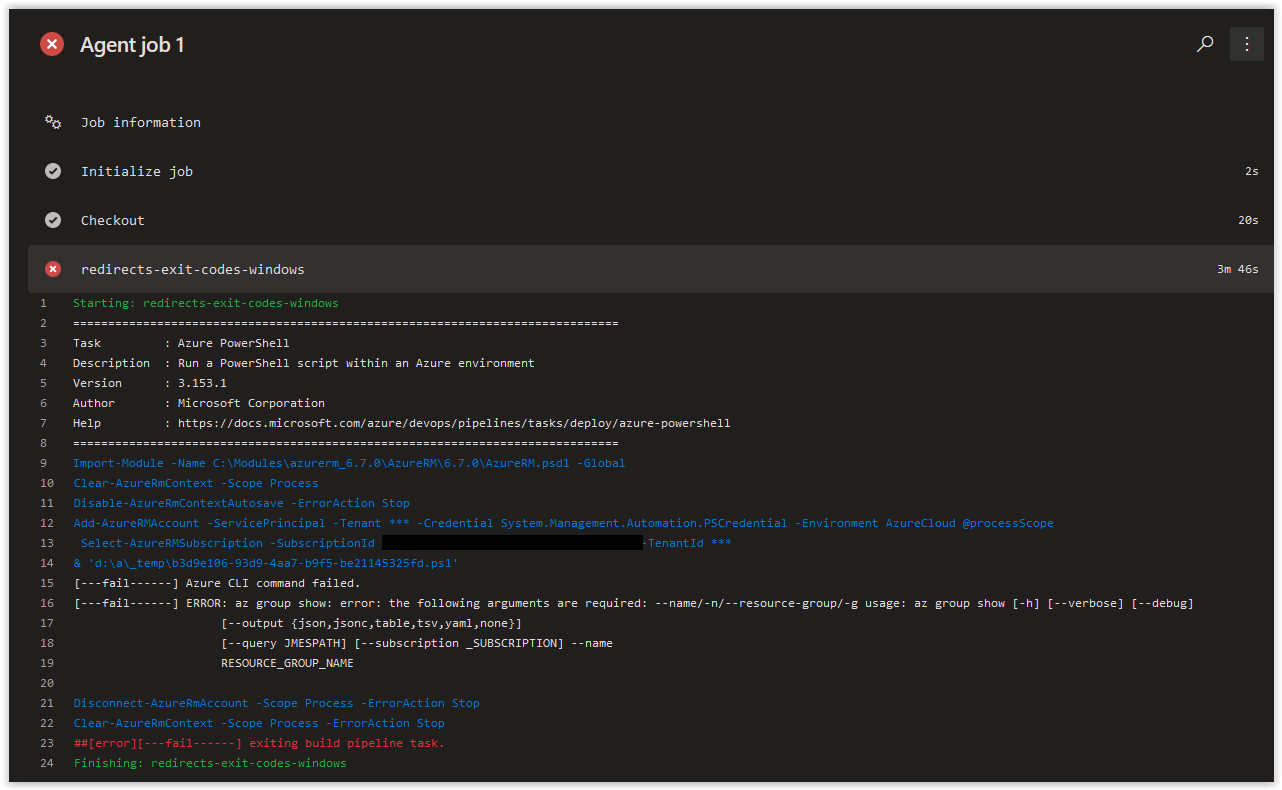 Agent job 1
Job information
Initialize job 2s
Checkout 20s
redirects-exit-codes-windows 3m 46s
1 Starting: redirects-exit-codes-windows
2 ==============================================================================
3 Task         : Azure PowerShell
4 Description  : Run a PowerShell script within an Azure environment
5 Version      : 3.153.1
6 Author       : Microsoft Corporation
7 Help         : https://docs.microsoft.com/azure/devops/pipelines/tasks/deploy/azure-powershell
8 ==============================================================================
9 Import-Module -Name C:\Modules\azurerm_6.7.0\AzureRM\6.7.0\AzureRM.psd1 -Global
10 Clear-AzureRmContext -Scope Process
11 Disable-AzureRmContextAutosave -ErrorAction Stop
12 Add-AzureRMAccount -ServicePrincipal -Tenant *** -Credential System.Management.Automation.PSCredential -Environment AzureCloud @processScope
13  Select-AzureRMSubscription -SubscriptionId -TenantId ***
14 & 'd:\a\_temp\b3d9e106-93d9-4aa7-b9f5-be21145325fd.ps1'
15 [---fail------] Azure CLI command failed.
16 [---fail------] ERROR: az group show: error: the following arguments are required: --name/-n/--resource-group/-g usage: az group show [-h] [--verbose] [--debug]
17                      [--output {json,jsonc,table,tsv,yaml,none}]
18                      [--query JMESPATH] [--subscription _SUBSCRIPTION] --name
19                      RESOURCE_GROUP_NAME
20
21 Disconnect-AzureRmAccount -Scope Process -ErrorAction Stop
22 Clear-AzureRmContext -Scope Process -ErrorAction Stop
23 ##[error][---fail------] exiting build pipeline task.
24 Finishing: redirects-exit-codes-windows